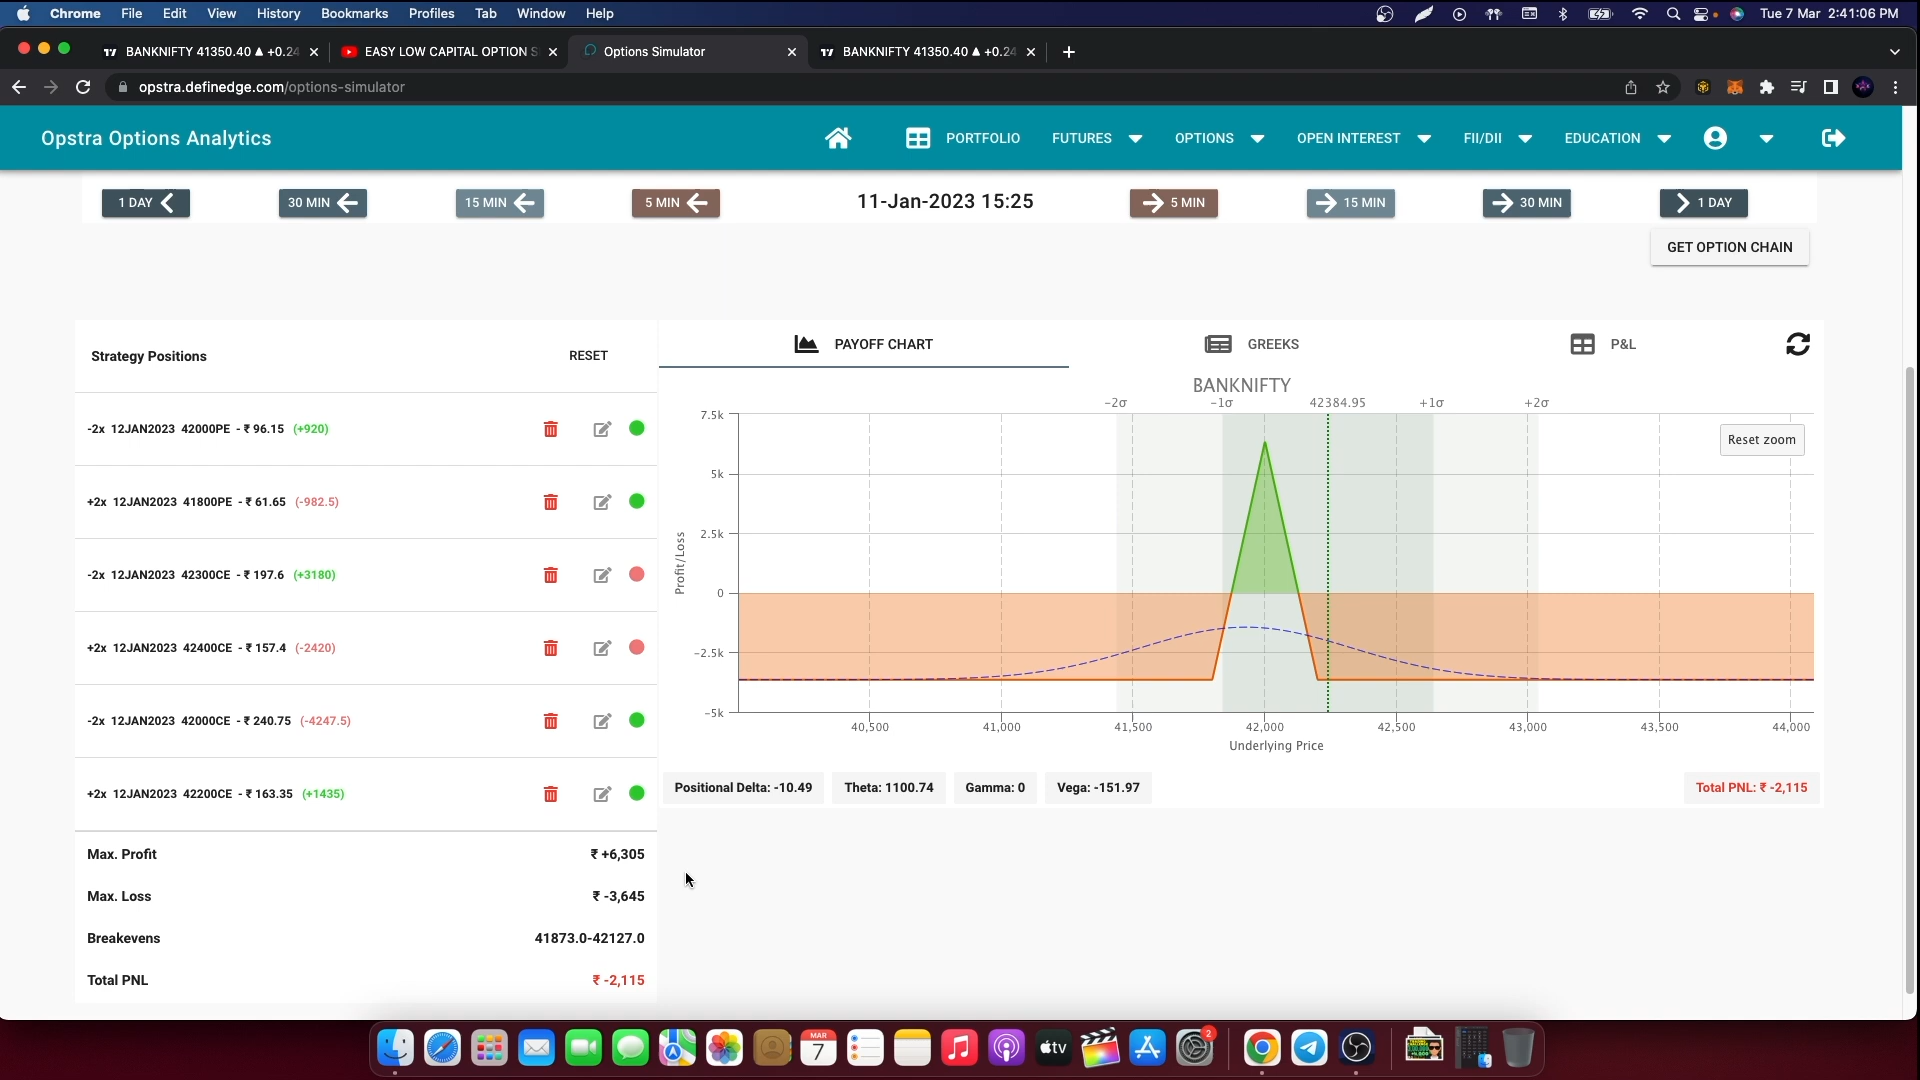 Chrome File Edit View History Bookmarks Profiles Tab Window Help Tue 7 Mar 2:41:06 PM
BANKNIFTY 41350.40 ▲ +0.24 EASY LOW CAPITAL OPTION S Options Simulator BANKNIFTY 41350.40 ▲ +0.24
opstra.definedge.com/options-simulator
Opstra Options Analytics PORTFOLIO FUTURES OPTIONS OPEN INTEREST FII/DII EDUCATION
1 DAY 30 MIN 15 MIN 5 MIN 11-Jan-2023 15:25 5 MIN 15 MIN 30 MIN 1 DAY
GET OPTION CHAIN
Strategy Positions RESET
-2x 12JAN2023 42000PE - ₹ 96.15 (+920)
+2x 12JAN2023 41800PE - ₹ 61.65 (-982.5)
-2x 12JAN2023 42300CE - ₹ 197.6 (+3180)
+2x 12JAN2023 42400CE - ₹ 157.4 (-2420)
-2x 12JAN2023 42000CE - ₹ 240.75 (-4247.5)
+2x 12JAN2023 42200CE - ₹ 163.35 (+1435)
Max. Profit ₹ +6,305
Max. Loss ₹ -3,645
Breakevens 41873.0-42127.0
Total PNL ₹ -2,115
PAYOFF CHART GREEKS P&L
BANKNIFTY
-2σ -1σ 42384.95 +1σ +2σ
Reset zoom
7.5k
5k
2.5k
0
-2.5k
-5k
Profit/Loss
40,500 41,000 41,500 42,000 42,500 43,000 43,500 44,000
Underlying Price
Positional Delta: -10.49 Theta: 1100.74 Gamma: 0 Vega: -151.97 Total PNL: ₹ -2,115
MAR
7
tv
2